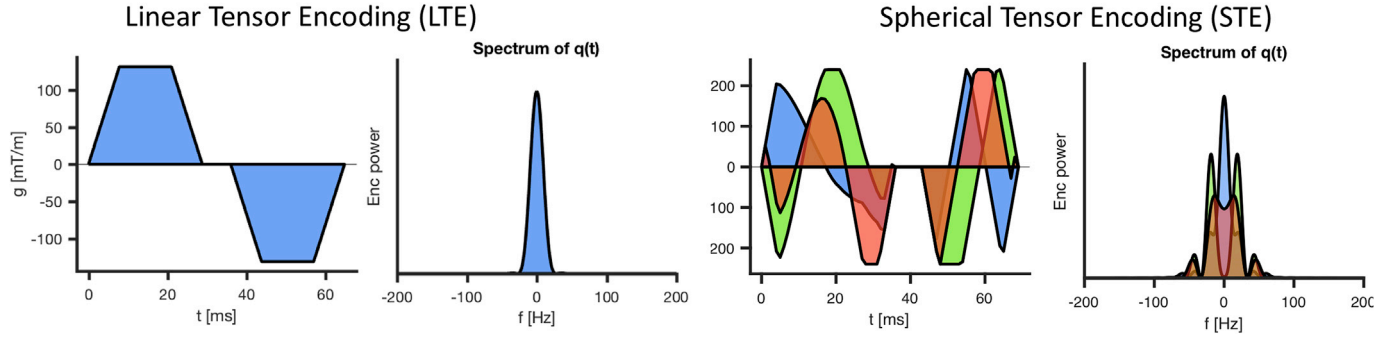 Linear Tensor Encoding (LTE)
Spectrum of q(t)
g [mT/m]
100
50
0
-50
-100
0
20
40
60
t [ms]
Enc power
-200
-100
0
100
200
f [Hz]
Spherical Tensor Encoding (STE)
Spectrum of q(t)
200
100
0
100
200
0
20
40
60
t [ms]
Enc power
-200
-100
0
100
200
f [Hz]